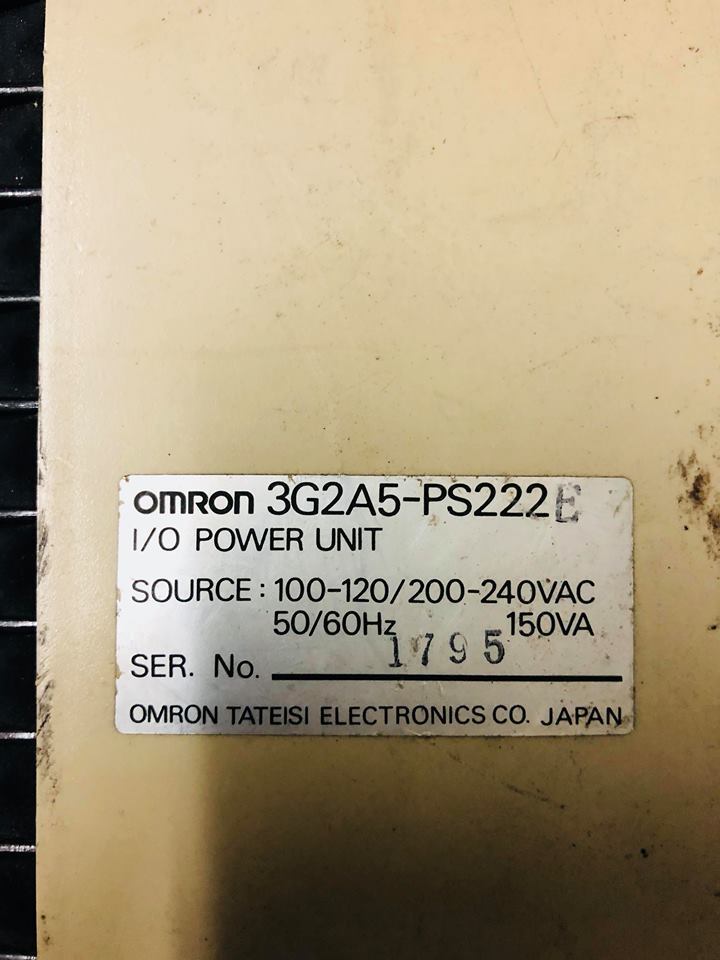 omron 3G2A5-PS222E
I/O POWER UNIT
SOURCE : 100-120/200-240VAC
50/60Hz 150VA
SER. No. 1795
OMRON TATEISI ELECTRONICS CO. JAPAN